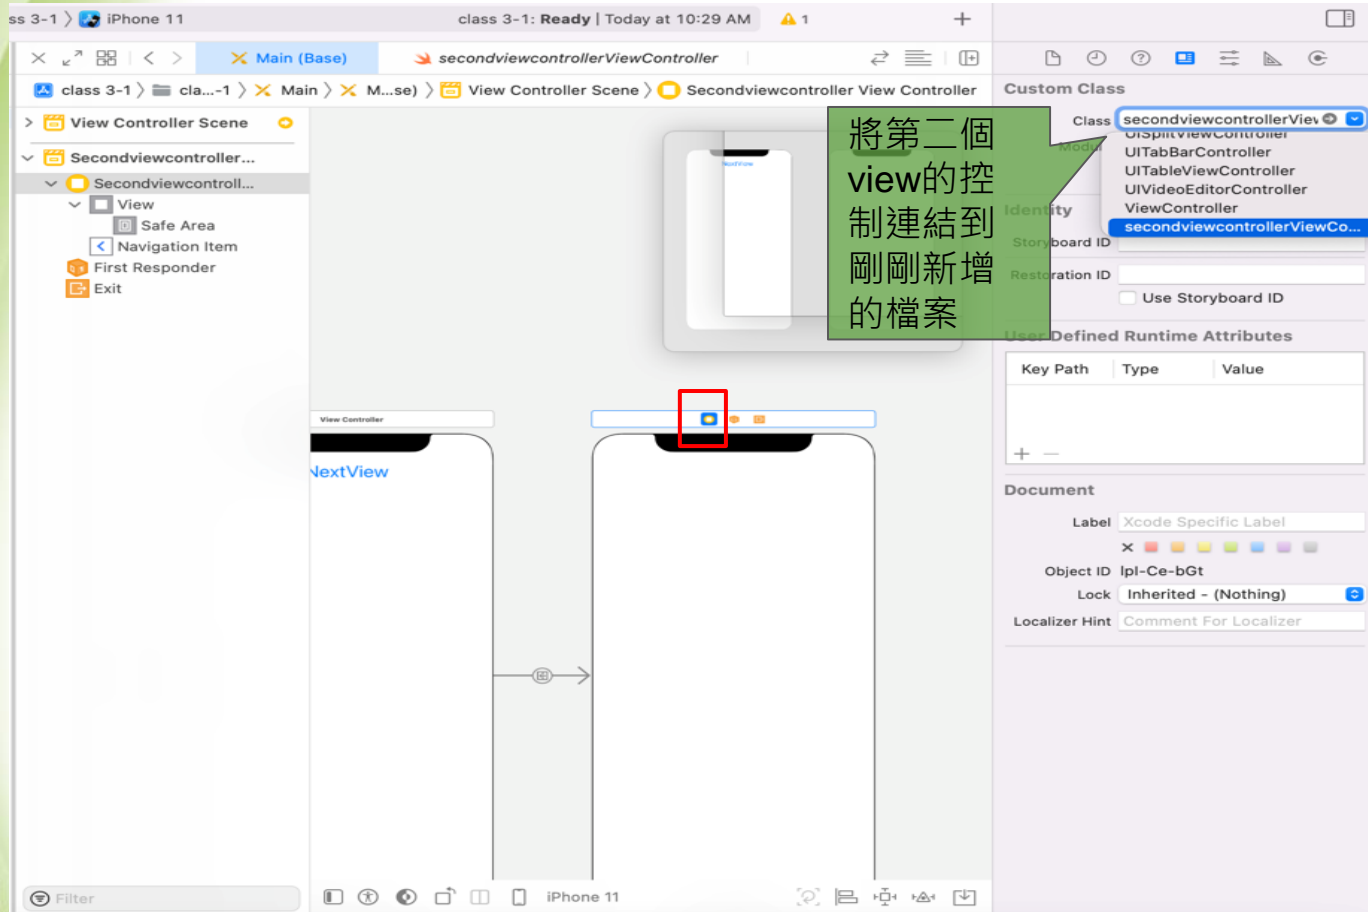 ss 3-1 〉 iPhone 11
class 3-1: Ready | Today at 10:29 AM
1
Main (Base)
secondviewcontrollerViewController
class 3-1 〉 cla...-1 〉 Main 〉 M...se) 〉 View Controller Scene 〉 Secondviewcontroller View Controller
View Controller Scene
Secondviewcontroller...
Secondviewcontroll...
View
Safe Area
Navigation Item
First Responder
Exit
Filter
NextView
將第二個
view的控
制連結到
剛剛新增
的檔案
View Controller
NextView
iPhone 11
Custom Class
Class secondviewcontrollerView
Modul
UISplitViewController
UITabBarController
UITableViewController
UIVideoEditorController
ViewController
secondviewcontrollerViewCo...
Identity
Storyboard ID
Restoration ID
Use Storyboard ID
User Defined Runtime Attributes
Key Path Type Value
Document
Label Xcode Specific Label
Object ID
Lock Inherited - (Nothing)
Localizer Hint Comment For Localizer